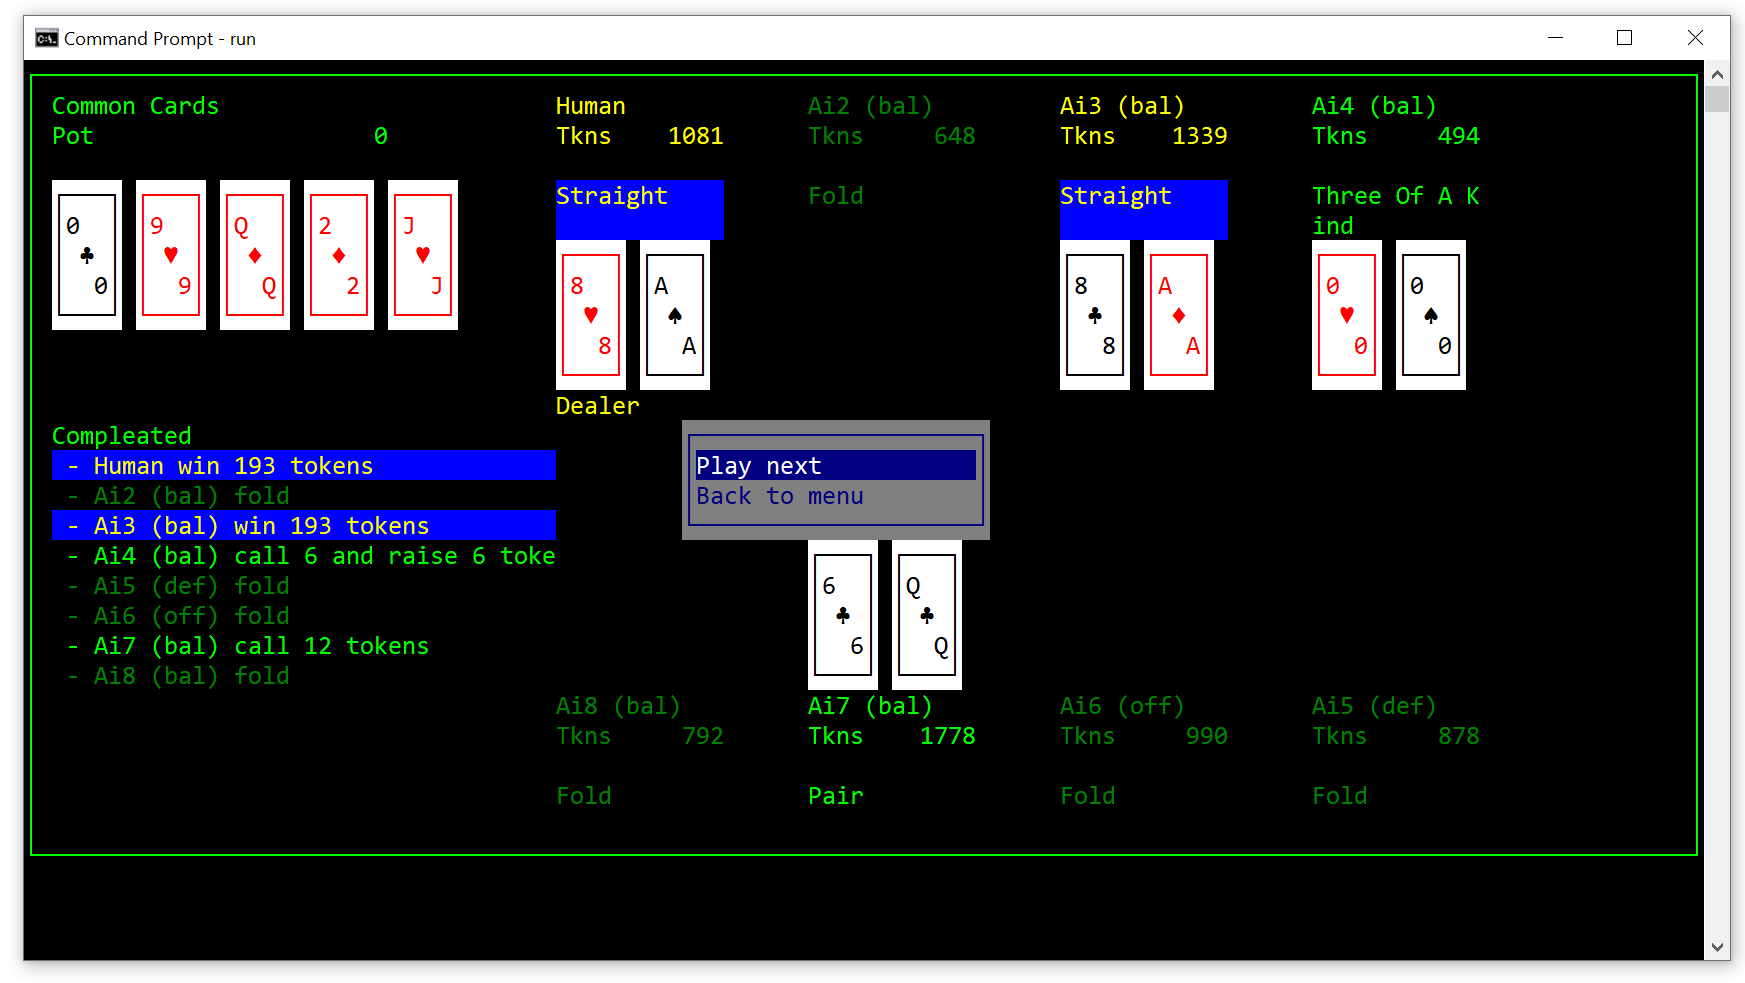 Command Prompt - run
Common Cards
Pot 0
0 ♣ 0
9 ♥ 9
Q ♦ Q
2 ♦ 2
J ♥ J
Human
Tkns 1081
Straight
8 ♥ 8
A ♠ A
Dealer
Ai2 (bal)
Tkns 648
Fold
Ai3 (bal)
Tkns 1339
Straight
8 ♣ 8
A ♦ A
Ai4 (bal)
Tkns 494
Three Of A K
ind
0 ♥ 0
0 ♠ 0
Compleated
- Human win 193 tokens
- Ai2 (bal) fold
- Ai3 (bal) win 193 tokens
- Ai4 (bal) call 6 and raise 6 toke
- Ai5 (def) fold
- Ai6 (off) fold
- Ai7 (bal) call 12 tokens
- Ai8 (bal) fold
Play next
Back to menu
6 ♣ 6
Q ♣ Q
Ai8 (bal)
Tkns 792
Fold
Ai7 (bal)
Tkns 1778
Pair
Ai6 (off)
Tkns 990
Fold
Ai5 (def)
Tkns 878
Fold